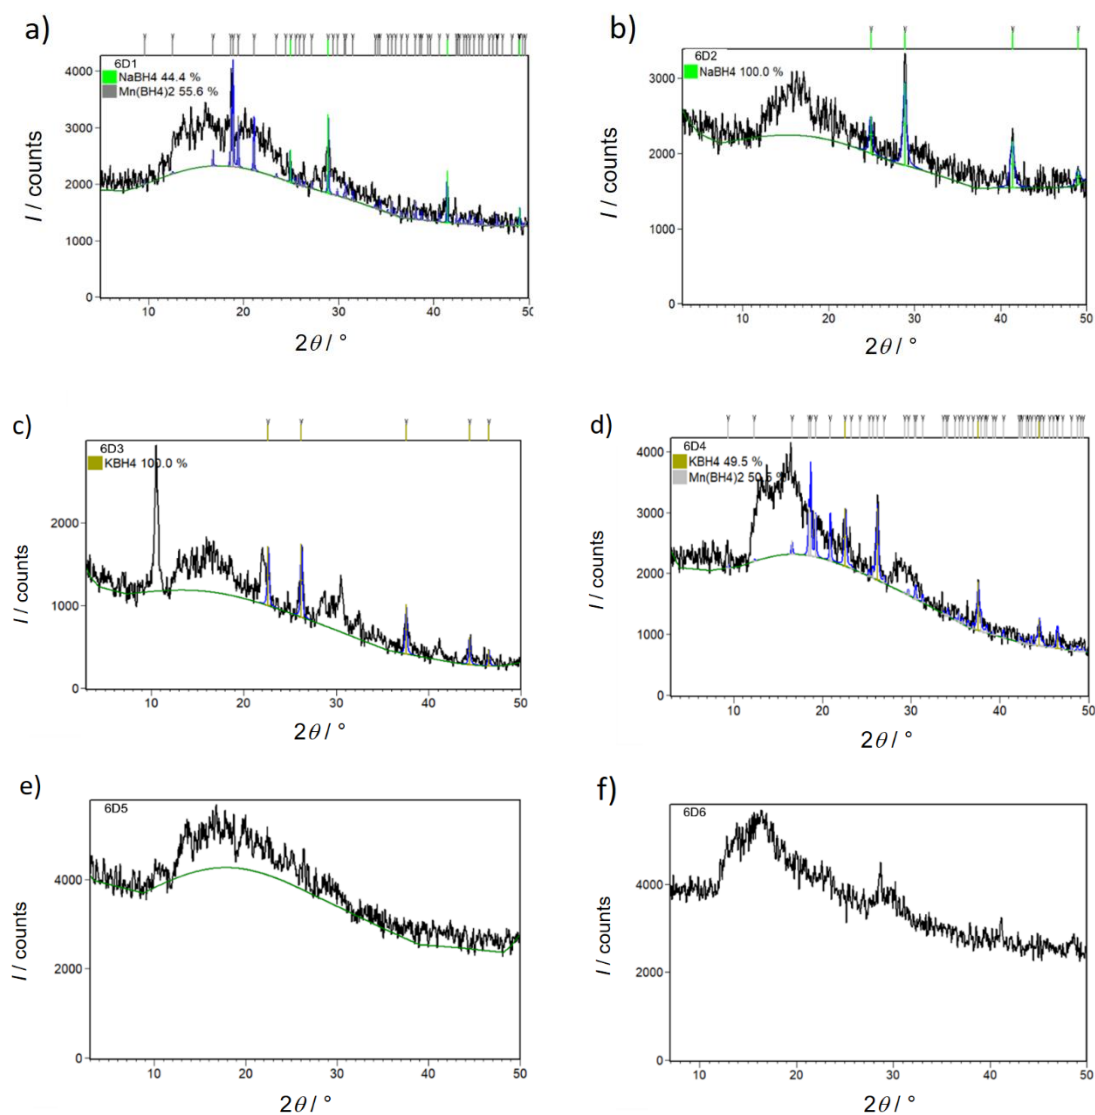 a)
6D1
NaBH4 44.4 %
Mn(BH4)2 55.6 %
4000
3000
2000
1000
0
10
20
30
40
50
I / counts
2θ / °
b)
6D2
NaBH4 100.0 %
3000
2000
1000
0
10
20
30
40
50
I / counts
2θ / °
c)
6D3
KBH4 100.0 %
2000
1000
0
10
20
30
40
50
I / counts
2θ / °
d)
6D4
KBH4 49.5 %
Mn(BH4)2 50.5 %
4000
3000
2000
1000
0
10
20
30
40
50
I / counts
2θ / °
e)
6D5
4000
2000
0
10
20
30
40
50
I / counts
2θ / °
f)
6D6
4000
2000
0
10
20
30
40
50
I / counts
2θ / °